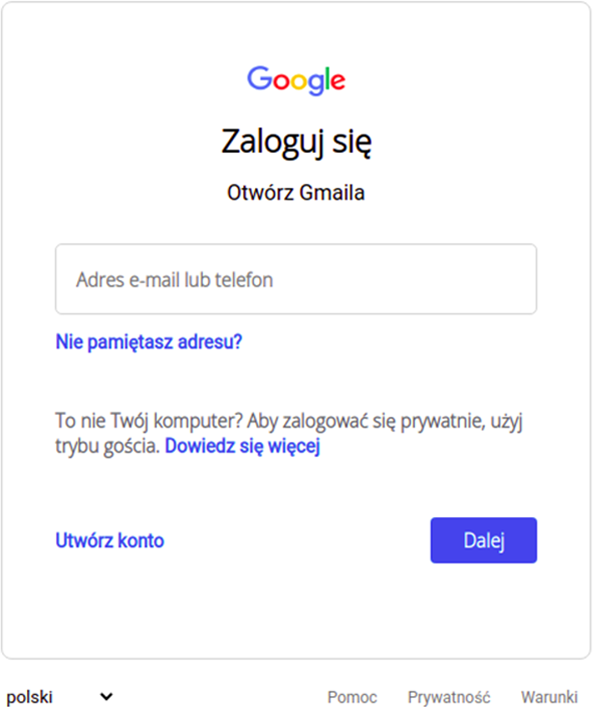 Google
Zaloguj się
Otwórz Gmaila
Adres e-mail lub telefon
Nie pamiętasz adresu?
To nie Twój komputer? Aby zalogować się prywatnie, użyj
trybu gościa. Dowiedz się więcej
Utwórz konto
Dalej
polski
Pomoc
Prywatność
Warunki